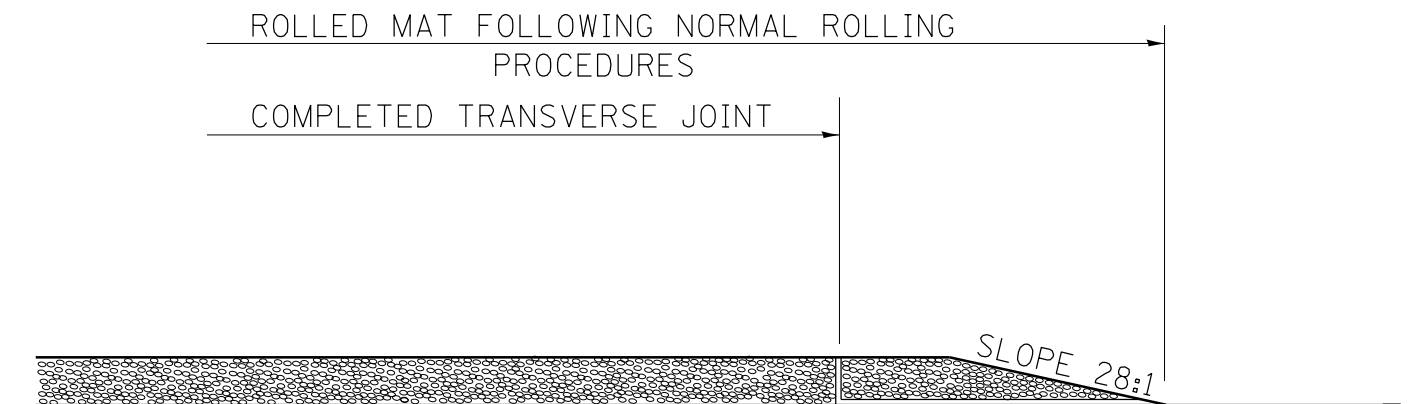 ROLLED MAT FOLLOWING NORMAL ROLLING
PROCEDURES
COMPLETED TRANSVERSE JOINT
SLOPE 28:1